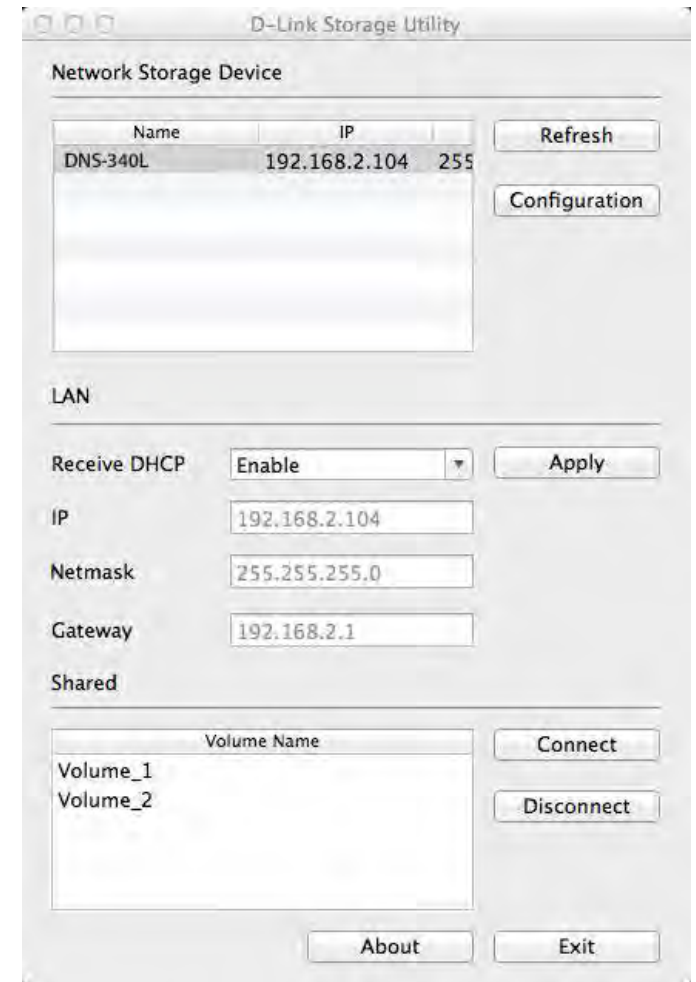 D-Link Storage Utility
Network Storage Device
Name IP
DNS-340L 192.168.2.104 255
Refresh
Configuration
LAN
Receive DHCP Enable Apply
IP 192.168.2.104
Netmask 255.255.255.0
Gateway 192.168.2.1
Shared
Volume Name
Volume_1
Volume_2
Connect
Disconnect
About Exit